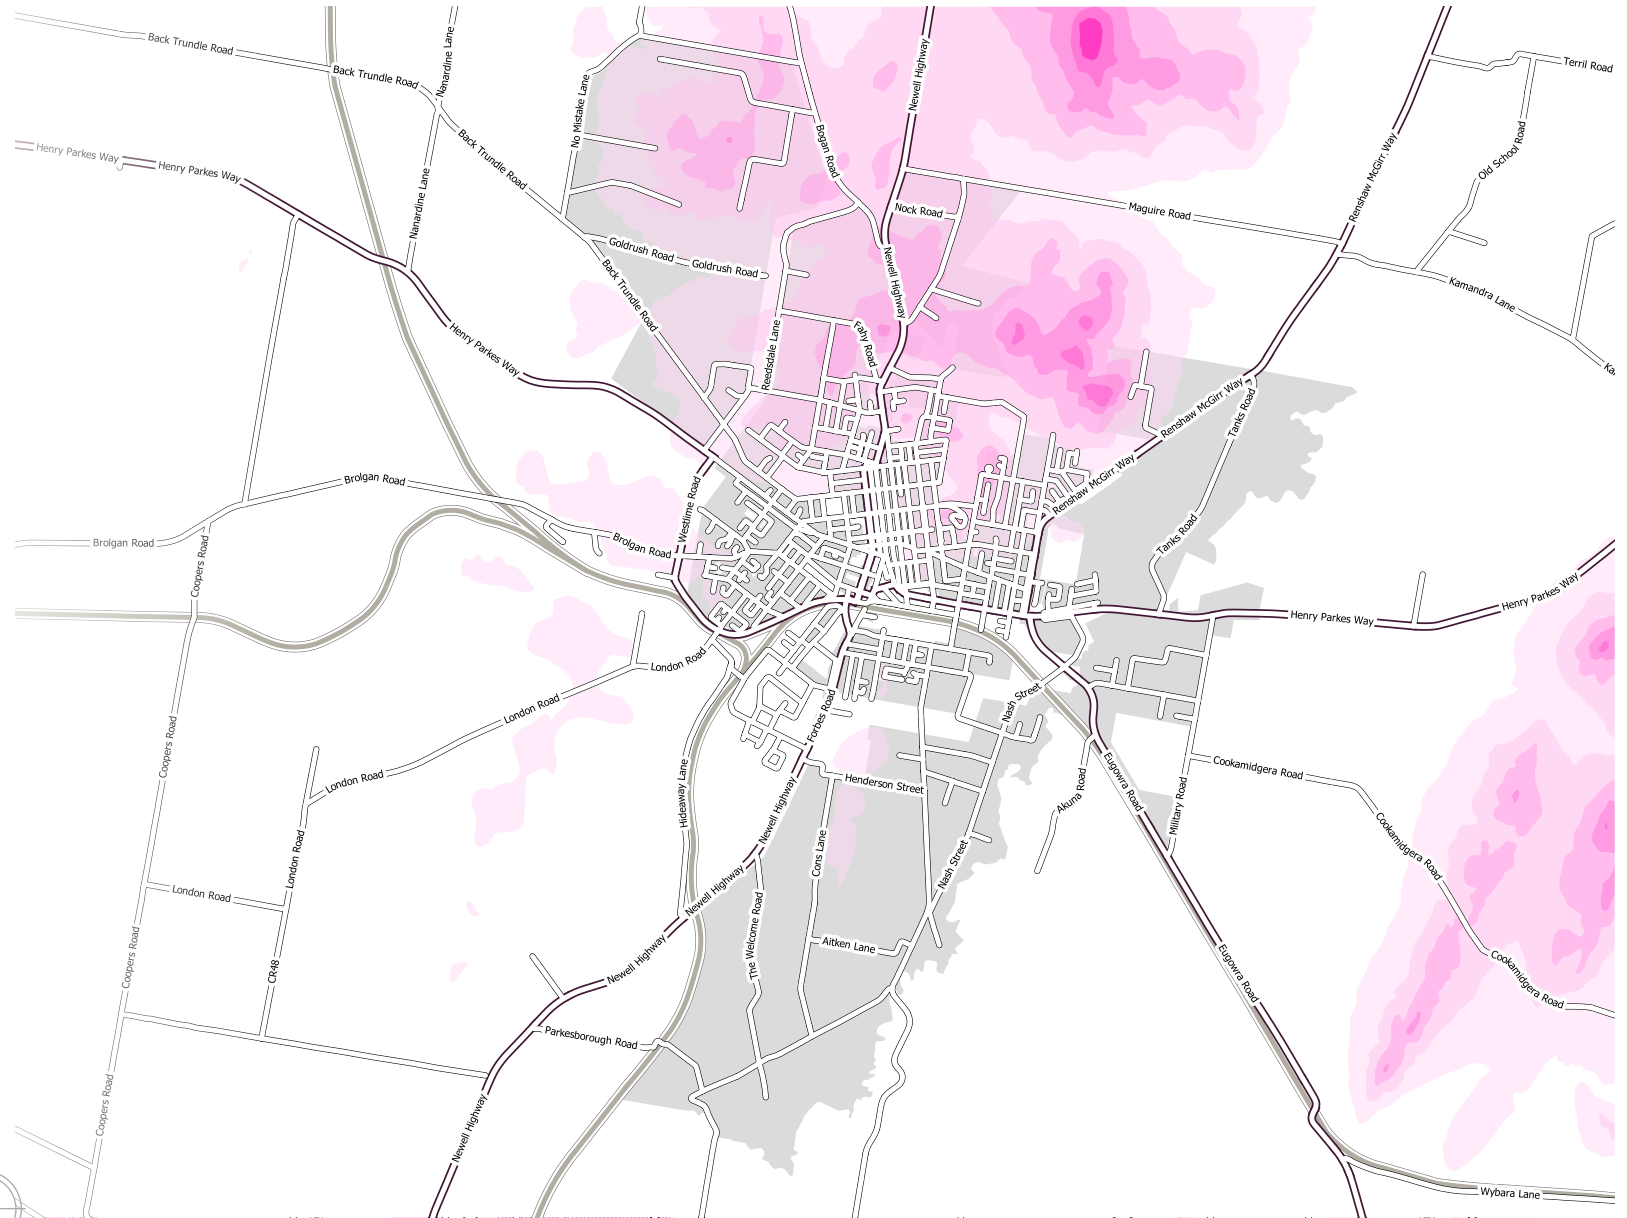 Back Trundle Road
Nanardine Lane
Newell Highway
Terril Road
Back Trundle Road
No Mistake Lane
Bogan Road
Old School Road
Henry Parkes Way
Henry Parkes Way
Back Trundle Road
Renshaw McGirr Way
Nanardine Lane
Nock Road
Maguire Road
Goldrush Road
Goldrush Road
Newell Highway
Kamandra Lane
Back Trundle Road
Henry Parkes Way
Reedsdale Lane
Fahy Road
Renshaw McGirr Way
Tanks Road
Brolgan Road
Renshaw McGirr Way
Westlime Road
Brolgan Road
Brolgan Road
Tanks Road
Coopers Road
Henry Parkes Way
Henry Parkes Way
London Road
London Road
Nash Street
Forbes Road
Coopers Road
London Road
Hideaway Lane
Henderson Street
Akuna Road
Eugowra Road
Cookamidgera Road
Military Road
Newell Highway
Cookamidgera Road
London Road
Cons Lane
Nash Street
London Road
Newell Highway
The Welcome Road
Aitken Lane
Coopers Road
CR48
Newell Highway
Eugowra Road
Cookamidgera Road
Parkesborough Road
Coopers Road
Newell Highway
Wybara Lane